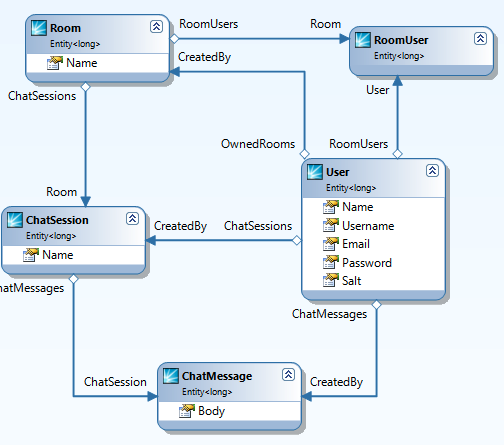 Room
Entity<long>
Name
RoomUsers
Room
RoomUser
Entity<long>
CreatedBy
ChatSessions
User
OwnedRooms
RoomUsers
User
Entity<long>
Name
Username
Email
Password
Salt
Room
ChatSession
Entity<long>
Name
CreatedBy
ChatSessions
hatMessages
ChatMessages
ChatSession
CreatedBy
ChatMessage
Entity<long>
Body